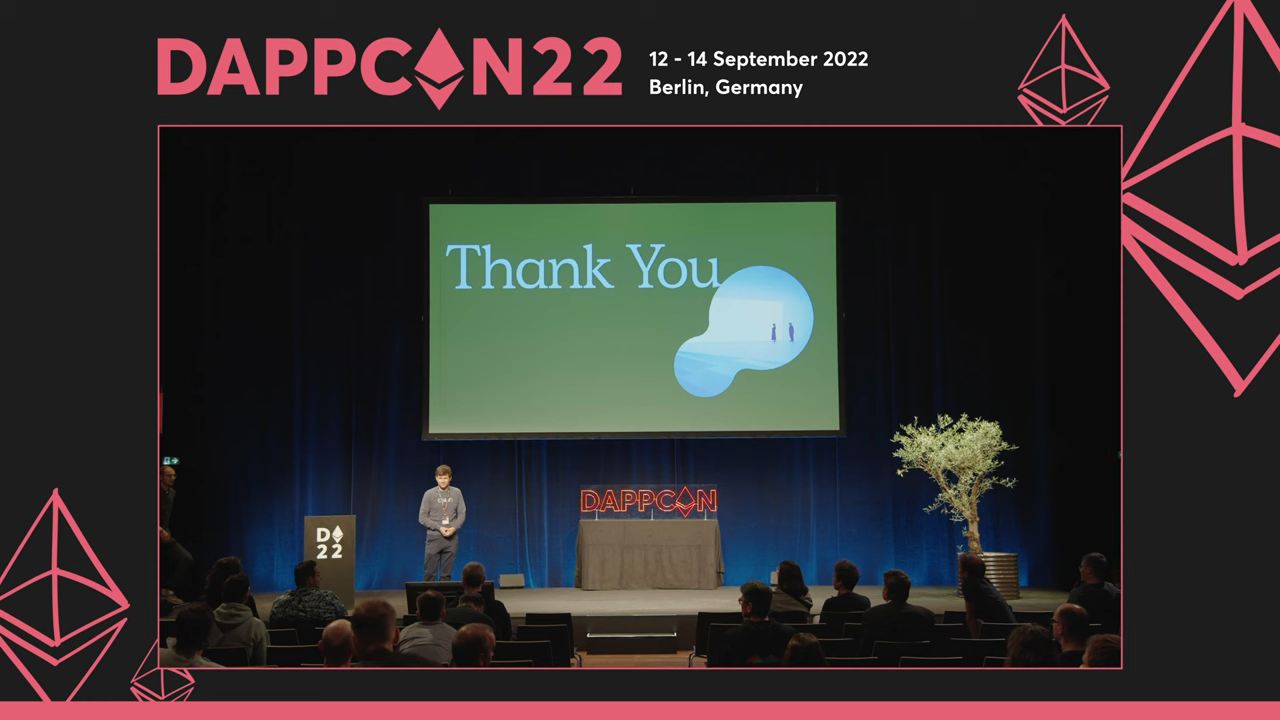 DAPPCON22
12 - 14 September 2022
Berlin, Germany
Thank You
DAPPCON
D
22